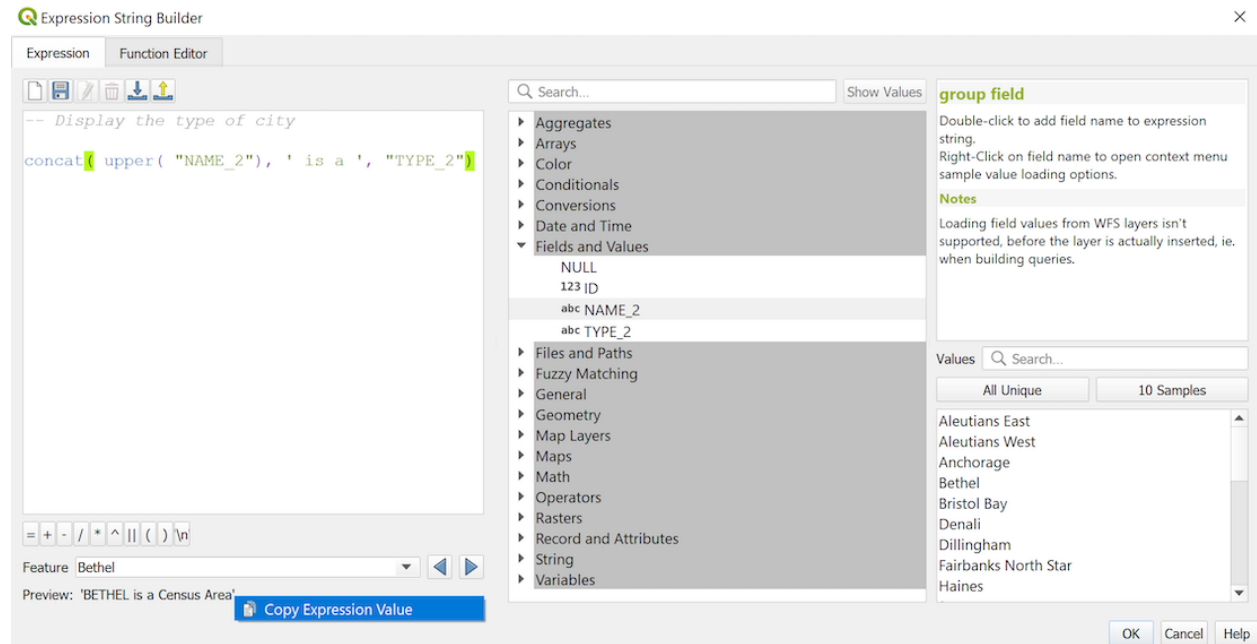 Expression String Builder
Expression
Function Editor
-- Display the type of city
concat( upper( "NAME_2"), ' is a ', "TYPE_2")
= + - / * ^ || ( ) \n
Feature Bethel
Preview: 'BETHEL is a Census Area'
Copy Expression Value
Search...
Show Values
Aggregates
Arrays
Color
Conditionals
Conversions
Date and Time
Fields and Values
NULL
123 ID
abc NAME_2
abc TYPE_2
Files and Paths
Fuzzy Matching
General
Geometry
Map Layers
Maps
Math
Operators
Rasters
Record and Attributes
String
Variables
group field
Double-click to add field name to expression
string.
Right-Click on field name to open context menu
sample value loading options.
Notes
Loading field values from WFS layers isn't
supported, before the layer is actually inserted, ie.
when building queries.
Values Search...
All Unique
10 Samples
Aleutians East
Aleutians West
Anchorage
Bethel
Bristol Bay
Denali
Dillingham
Fairbanks North Star
Haines
OK Cancel Help